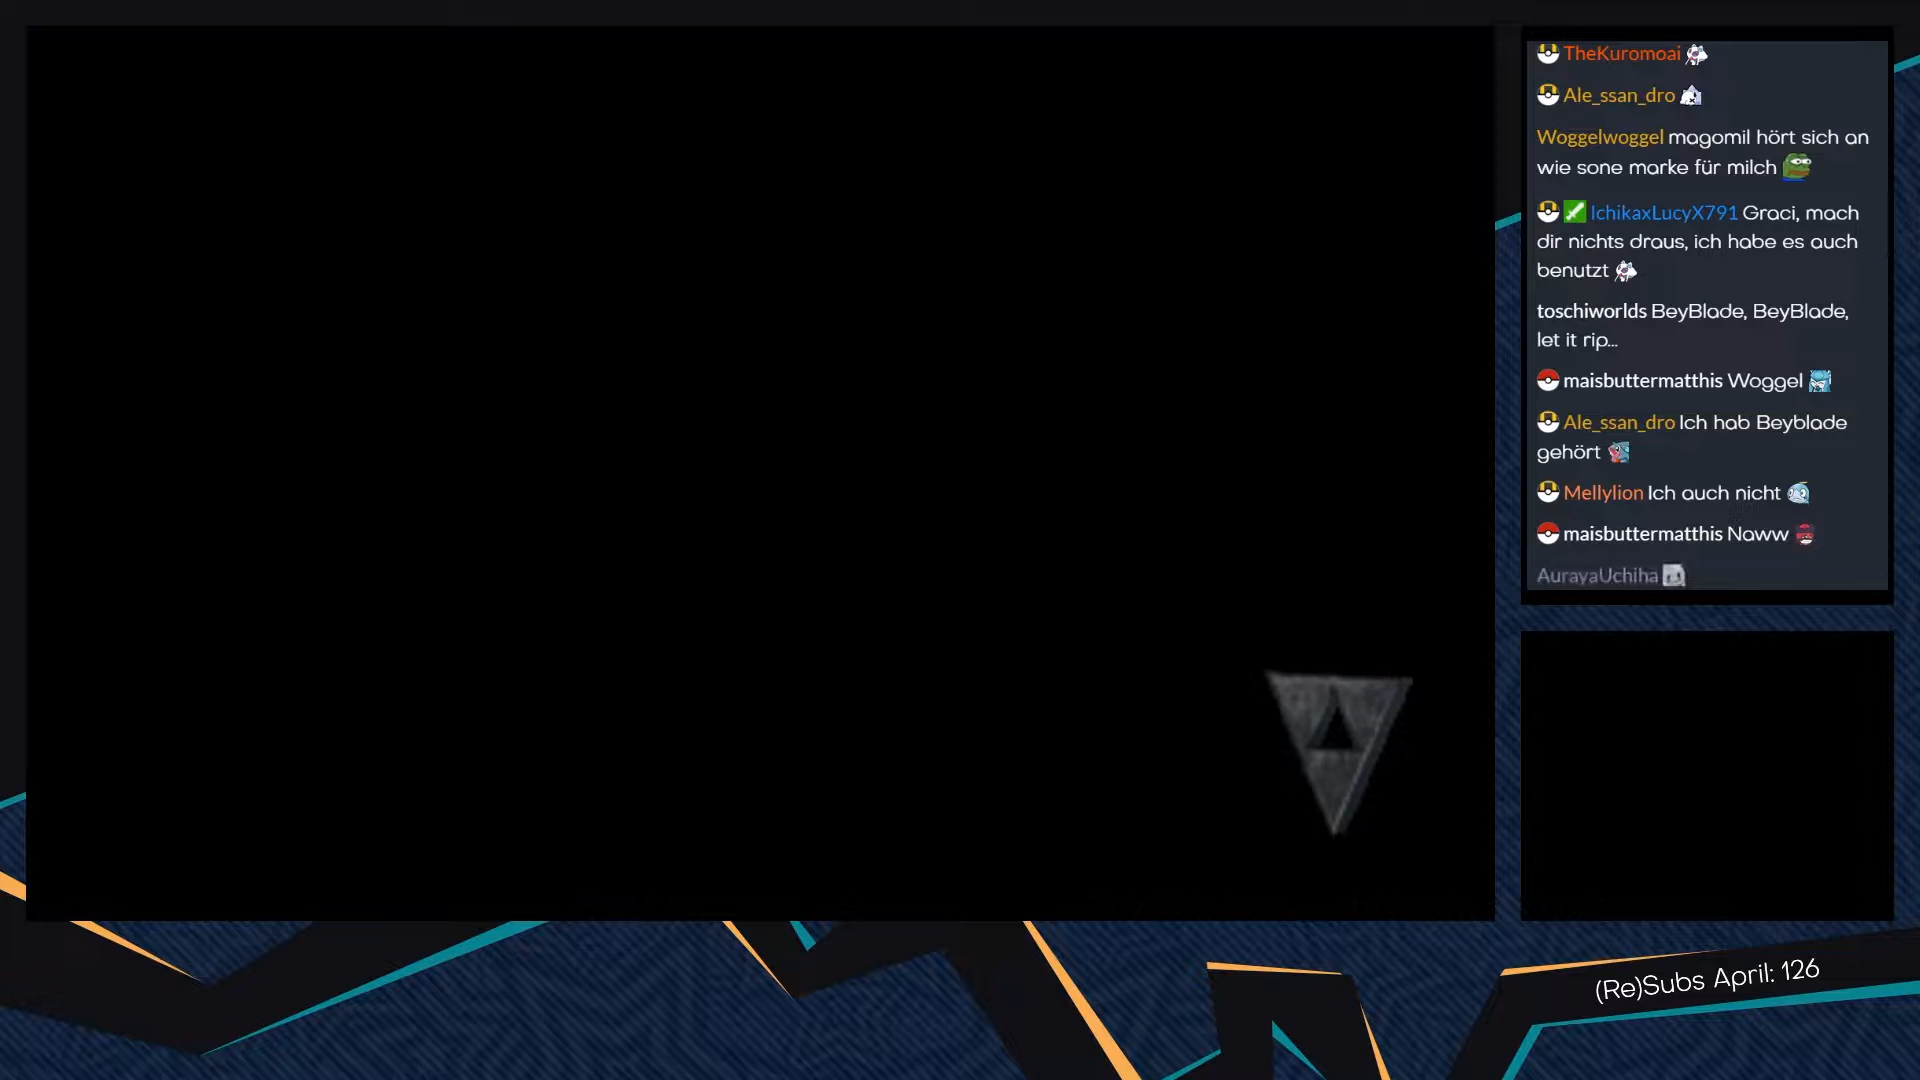 TheKuromoai
Ale_ssan_dro
Woggelwoggel magomil hört sich an
wie sone marke für milch
IchikaxLucyX791 Graci, mach
dir nichts draus, ich habe es auch
benutzt
toschiworlds BeyBlade, BeyBlade,
let it rip...
maisbuttermatthis Woggel
Ale_ssan_dro Ich hab Beyblade
gehört
Mellylion Ich auch nicht
maisbuttermatthis Naww
AurayaUchiha
(Re)Subs April: 126